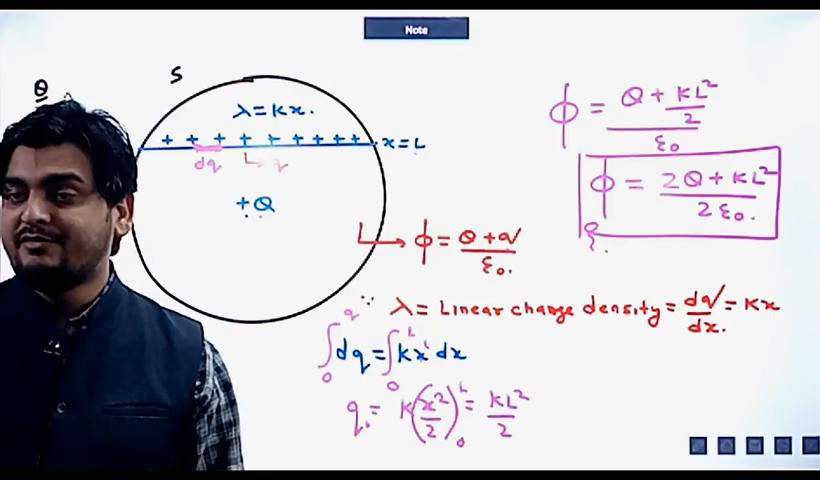 Note
θ
S
λ = Kx.
+ + + + + + + + +
x = L
dq
q
+Q
ϕ = Q + q / ε₀.
ϕ = Q + KL²/2 / ε₀
ϕ = 2Q + KL² / 2ε₀.
∵ λ = Linear charge density = dq/dx. = Kx
∫₀^q dq = ∫₀^L Kx¹ dx
q = K(x²/2)₀^L = KL²/2